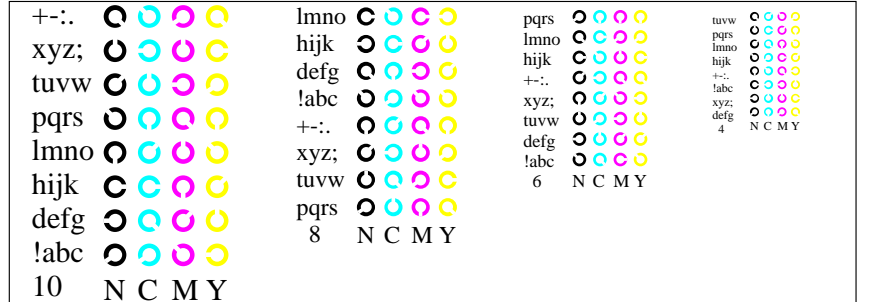 +-:.
xyz;
tuvw
pqrs
lmno
hijk
defg
!abc
10 N C M Y
lmno
hijk
defg
!abc
+-:.
xyz;
tuvw
pqrs
8 N C M Y
pqrs
lmno
hijk
+-:.
xyz;
tuvw
defg
!abc
6 N C M Y
tuvw
pqrs
lmno
hijk
+-:.
!abc
xyz;
defg
4 N C M Y